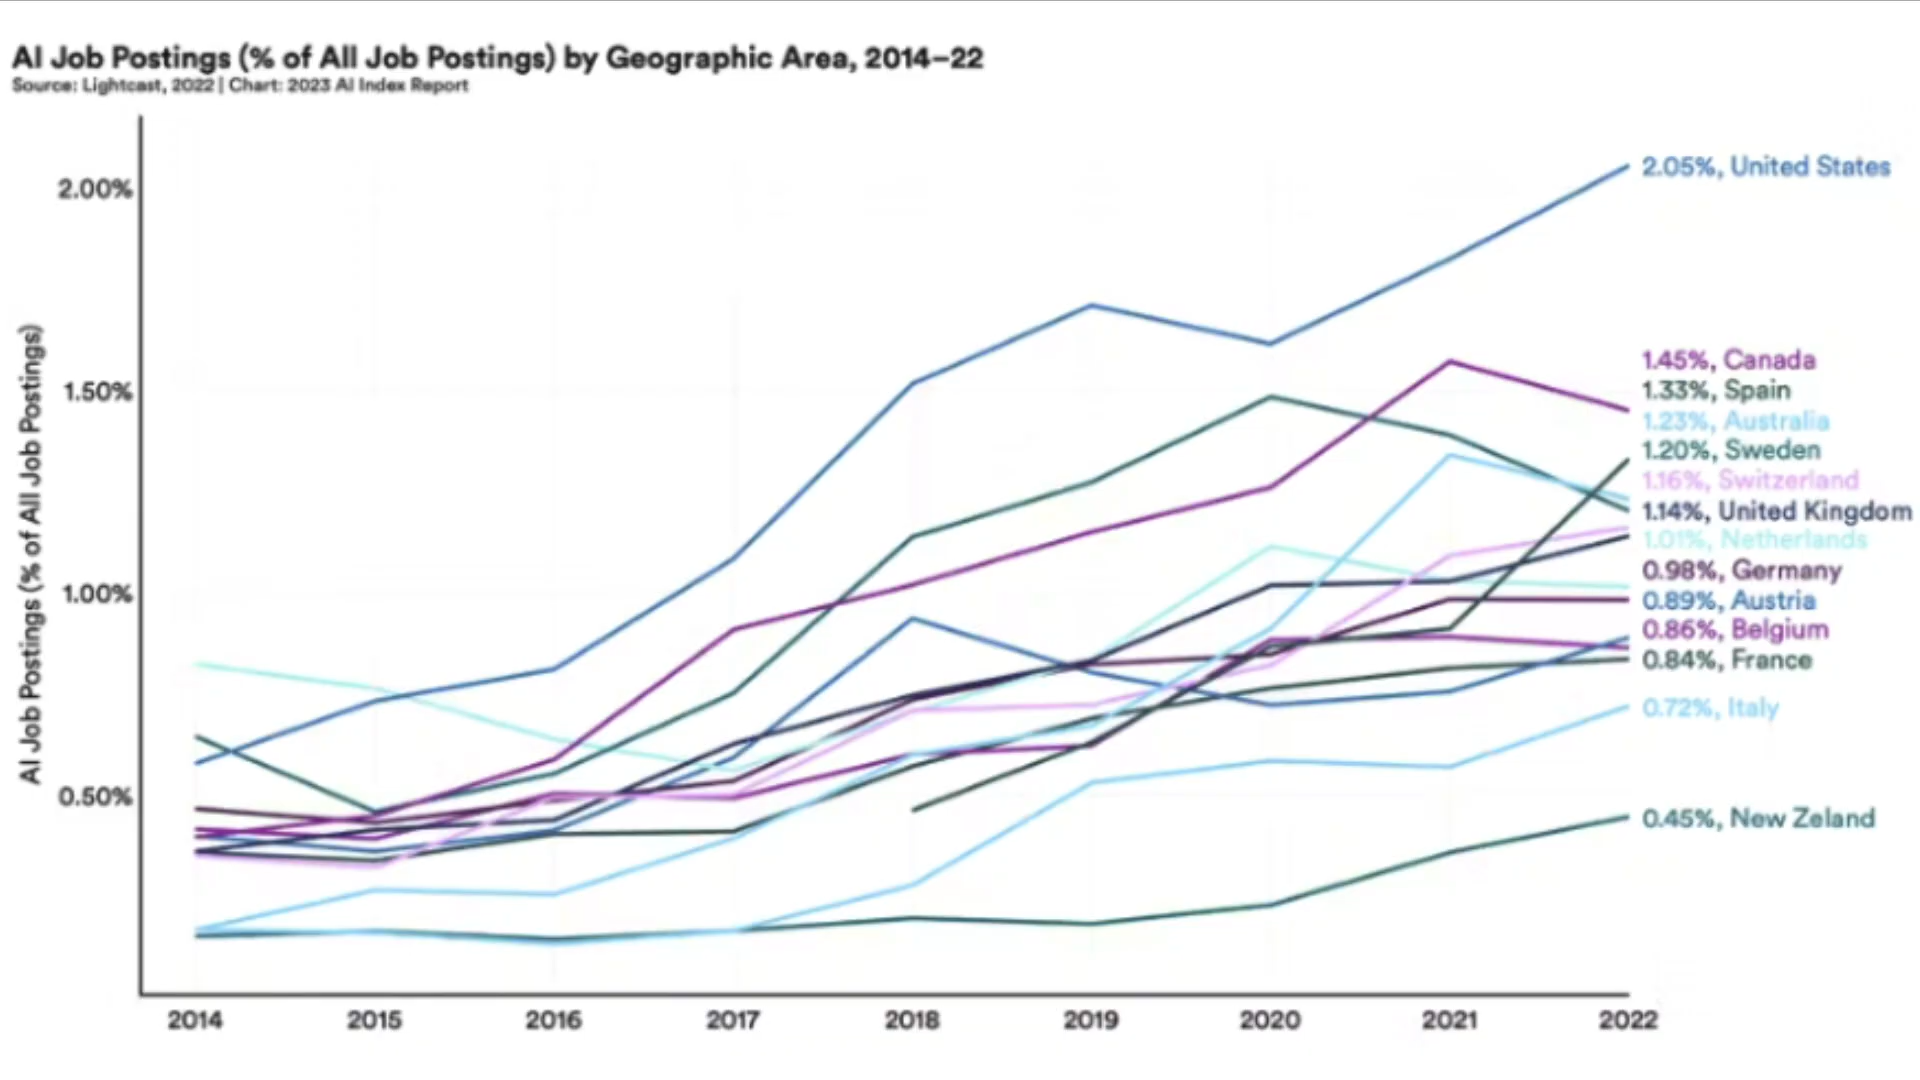 AI Job Postings (% of All Job Postings) by Geographic Area, 2014–22
Source: Lightcast, 2022 | Chart: 2023 AI Index Report
AI Job Postings (% of All Job Postings)
2.00%
1.50%
1.00%
0.50%
2.05%, United States
1.45%, Canada
1.33%, Spain
1.23%, Australia
1.20%, Sweden
1.16%, Switzerland
1.14%, United Kingdom
1.01%, Netherlands
0.98%, Germany
0.89%, Austria
0.86%, Belgium
0.84%, France
0.72%, Italy
0.45%, New Zeland
2014 2015 2016 2017 2018 2019 2020 2021 2022